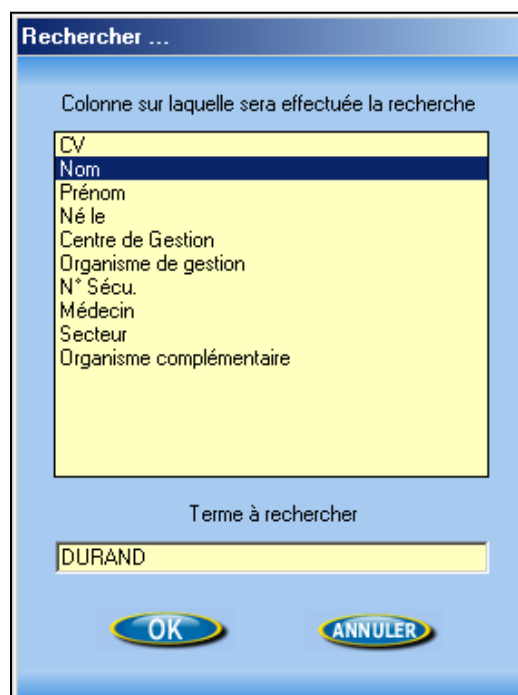 Rechercher ...
Colonne sur laquelle sera effectuée la recherche
CV
Nom
Prénom
Né le
Centre de Gestion
Organisme de gestion
N° Sécu.
Médecin
Secteur
Organisme complémentaire
Terme à rechercher
DURAND
OK ANNULER